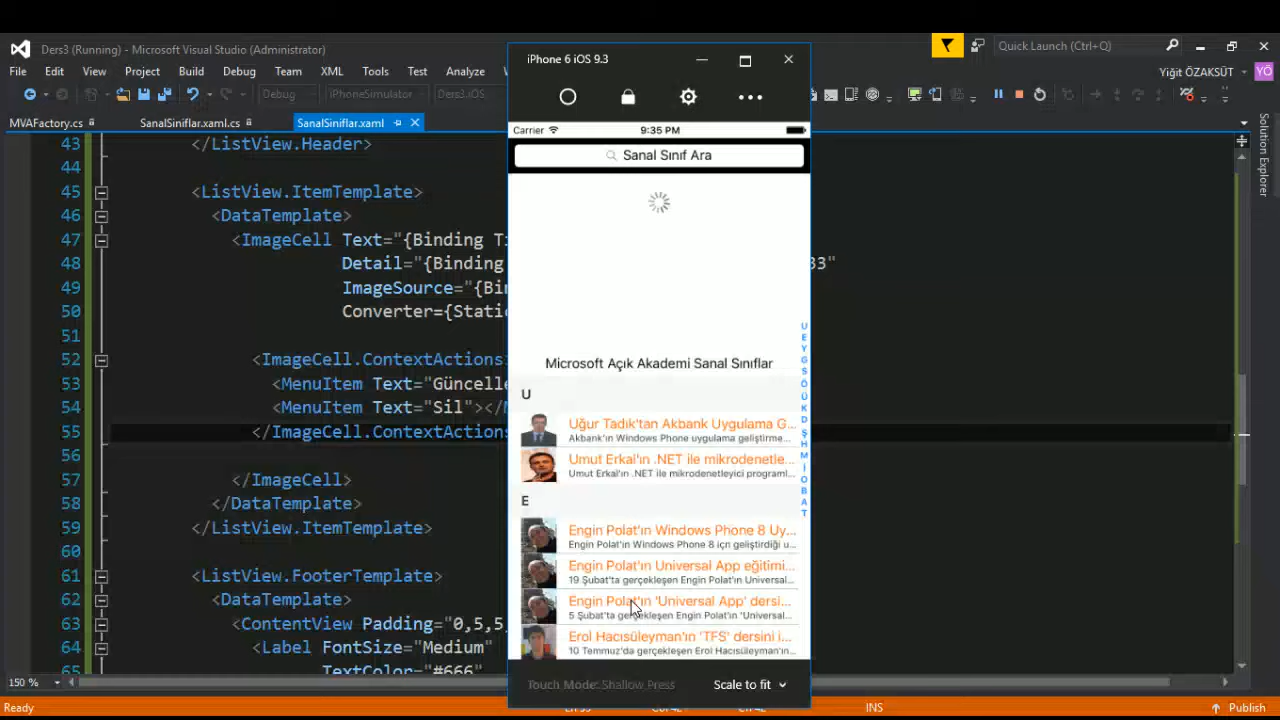 Ders3 (Running) - Microsoft Visual Studio (Administrator)
iPhone 6 iOS 9.3
Quick Launch (Ctrl+Q)
File Edit View Project Build Debug Team XML Tools Test Analyze
Yiğit ÖZAKSÜT YÖ
Debug iPhoneSimulator Ders3.iOS
MVAFactory.cs SanalSiniflar.xaml.cs SanalSiniflar.xaml
Solution Explorer
43 </ListView.Header>
44
45 <ListView.ItemTemplate>
46 <DataTemplate>
47 <ImageCell Text="{Binding Ti
48 Detail="{Binding 33"
49 ImageSource="{Bin
50 Converter={Stati
51
52 <ImageCell.ContextActions
53 <MenuItem Text="Güncelle
54 <MenuItem Text="Sil"></M
55 </ImageCell.ContextActions
56
57 </ImageCell>
58 </DataTemplate>
59 </ListView.ItemTemplate>
60
61 <ListView.FooterTemplate>
62 <DataTemplate>
63 <ContentView Padding="0,5,5,
64 <Label FontSize="Medium"
65 TextColor="#666"
Carrier 9:35 PM
Sanal Sınıf Ara
Microsoft Açık Akademi Sanal Sınıflar
U
Uğur Tadık'tan Akbank Uygulama G...
Akbank'ın Windows Phone uygulama geliştirme...
Umut Erkal'ın .NET ile mikrodenetle...
Umut Erkal'ın .NET ile mikrodenetleyici programl...
E
Engin Polat'ın Windows Phone 8 Uy...
Engin Polat'ın Windows Phone 8 içn geliştirdiği u...
Engin Polat'ın Universal App eğitimi...
19 Şubat'ta gerçekleşen Engin Polat'ın Universal...
Engin Polat'ın 'Universal App' dersi...
5 Şubat'ta gerçekleşen Engin Polat'ın 'Universal...
Erol Hacısüleyman'ın 'TFS' dersini i...
10 Temmuz'da gerçekleşen Erol Hacısüleyman'ın...
U
E
Y
G
S
Ö
Ü
K
D
Ş
H
M
İ
O
B
A
T
Touch Mode: Shallow Press Scale to fit
150 %
Ready INS Publish